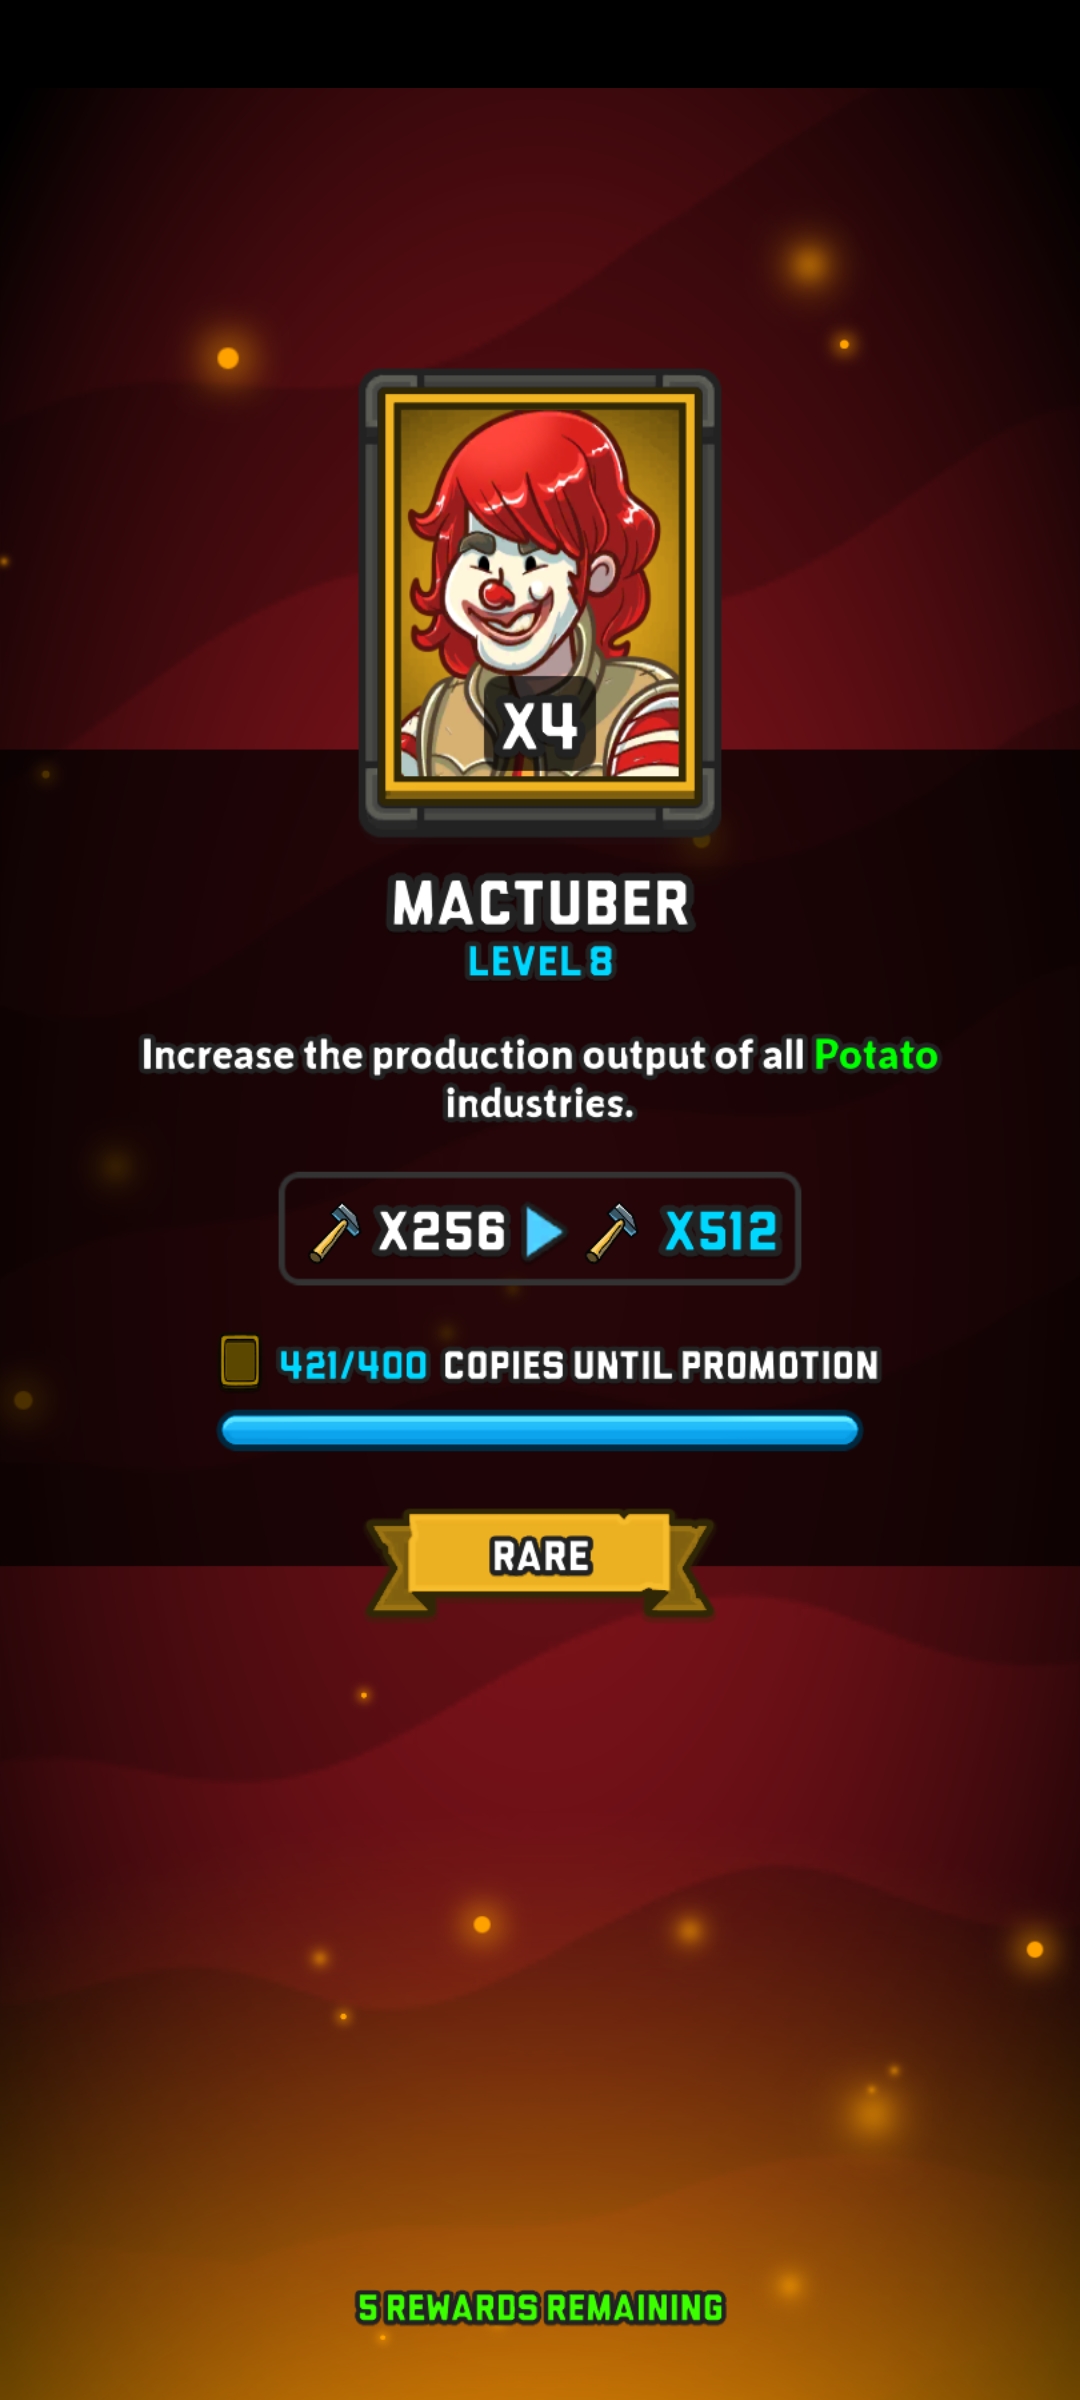 X4
MACTUBER
LEVEL 8
Increase the production output of all Potato
industries.
X256 X512
421/400 COPIES UNTIL PROMOTION
RARE
5 REWARDS REMAINING